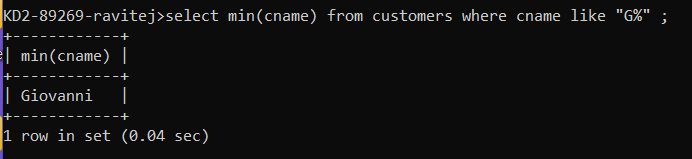 KD2-89269-ravitej>select min(cname) from customers where cname like "G%" ;
+------------+
| min(cname) |
+------------+
| Giovanni   |
+------------+
1 row in set (0.04 sec)